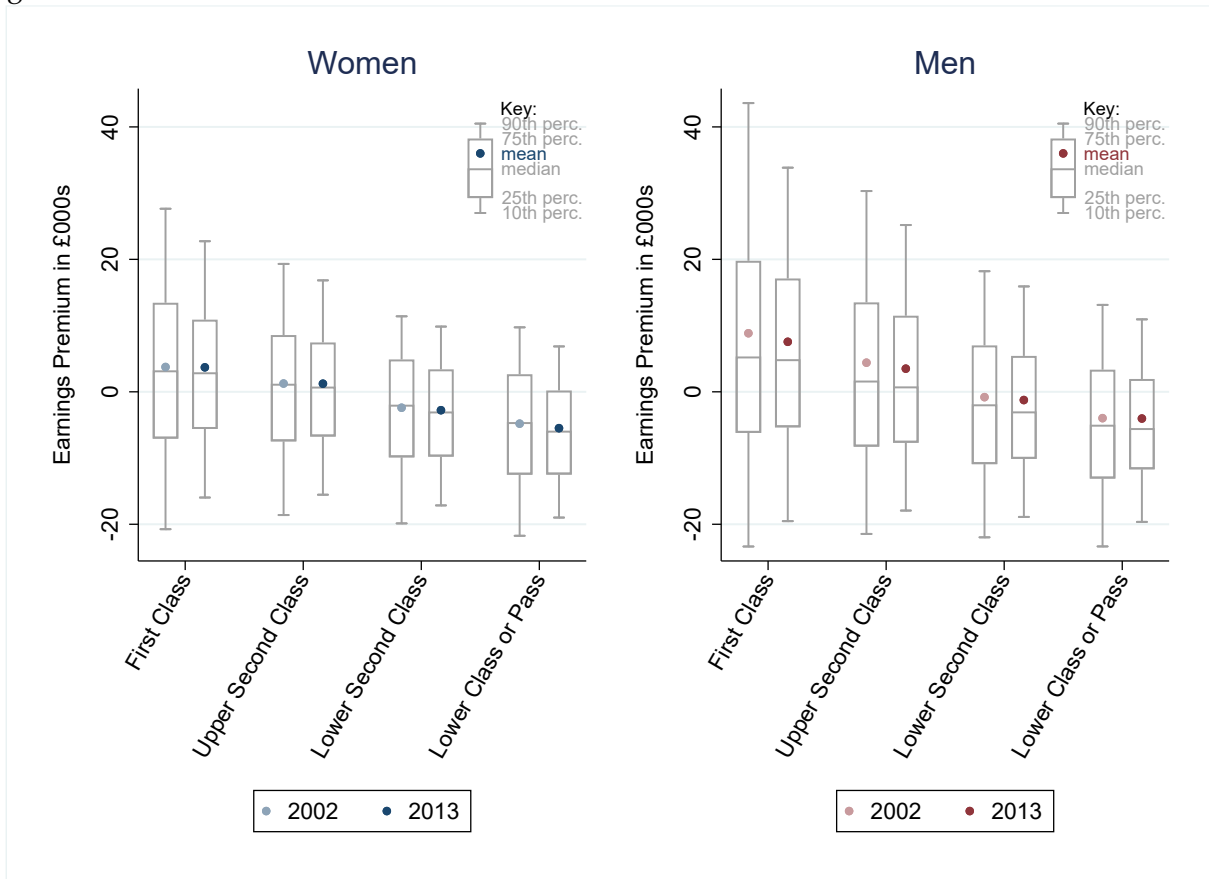 Women
Earnings Premium in £000s
40
20
0
-20
Key:
90th perc.
75th perc.
mean
median
25th perc.
10th perc.
First Class
Upper Second Class
Lower Second Class
Lower Class or Pass
2002
2013
Men
Earnings Premium in £000s
40
20
0
-20
Key:
90th perc.
75th perc.
mean
median
25th perc.
10th perc.
First Class
Upper Second Class
Lower Second Class
Lower Class or Pass
2002
2013